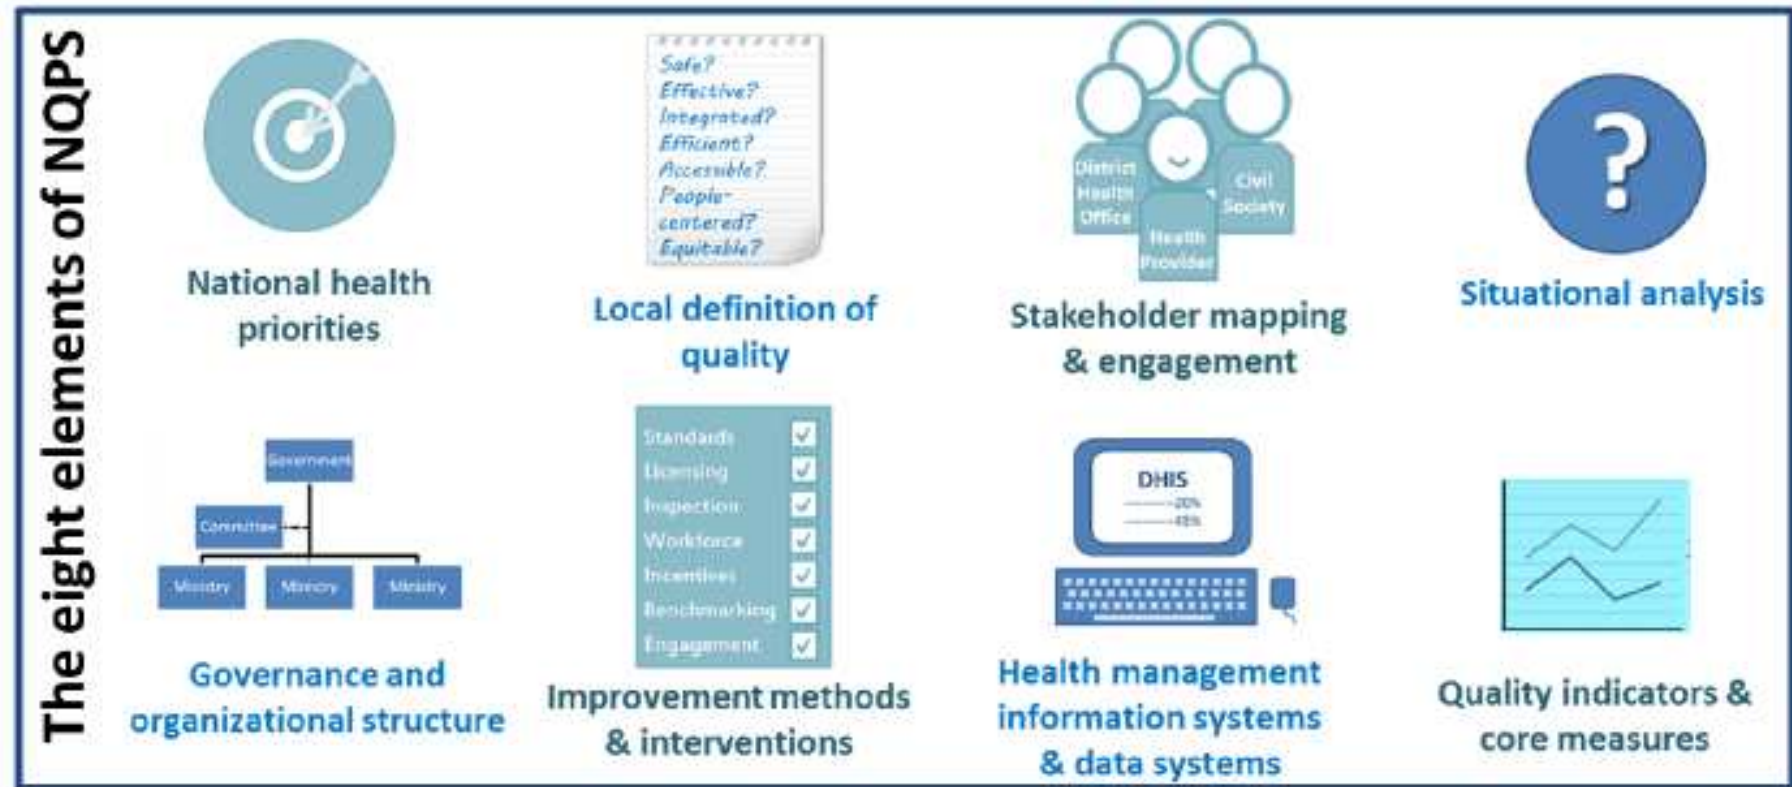 The eight elements of NQPS
National health
priorities
Safe?
Effective?
Integrated?
Efficient?
Accessible?
People-
centered?
Equitable?
Local definition of
quality
District
Health
Office
Civil
Society
Health
Provider
Stakeholder mapping
& engagement
?
Situational analysis
Government
Committee
Ministry
Ministry
Ministry
Governance and
organizational structure
Standards
Licensing
Inspection
Workforce
Incentives
Benchmarking
Engagement
Improvement methods
& interventions
DHIS
Health management
information systems
& data systems
Quality indicators &
core measures